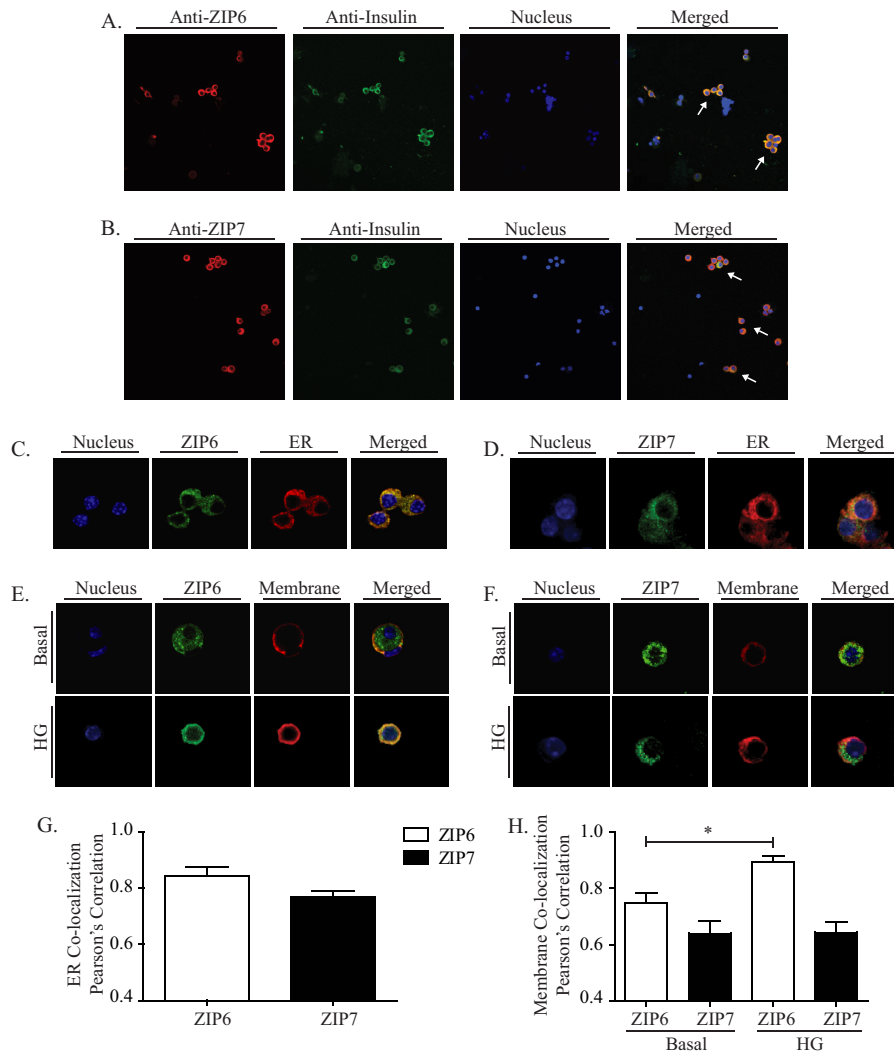 A.
Anti-ZIP6 Anti-Insulin Nucleus Merged
B.
Anti-ZIP7 Anti-Insulin Nucleus Merged
C.
Nucleus ZIP6 ER Merged
D.
Nucleus ZIP7 ER Merged
E.
Nucleus ZIP6 Membrane Merged
Basal
HG
F.
Nucleus ZIP7 Membrane Merged
Basal
HG
G.
ER Co-localization
Pearson's Correlation
1.0
0.8
0.6
0.4
ZIP6 ZIP7
ZIP6
ZIP7
H.
Membrane Co-localization
Pearson's Correlation
1.0
0.8
0.6
0.4
*
ZIP6 ZIP7 ZIP6 ZIP7
Basal HG